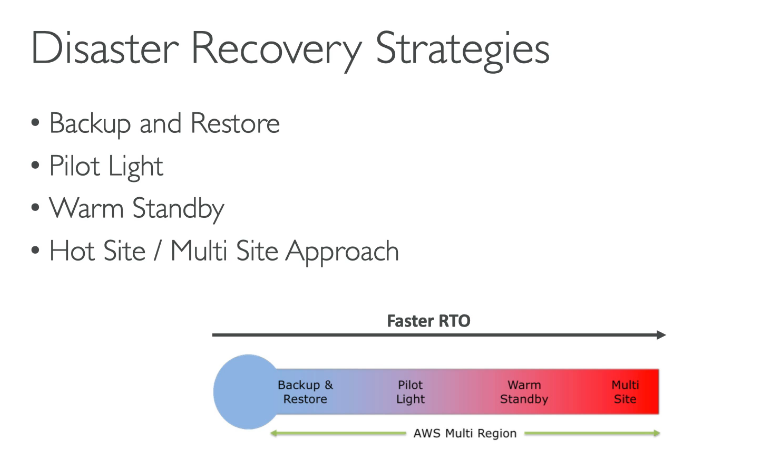 Disaster Recovery Strategies
• Backup and Restore
• Pilot Light
• Warm Standby
• Hot Site / Multi Site Approach
Faster RTO
Backup &
Restore
Pilot
Light
Warm
Standby
Multi
Site
AWS Multi Region